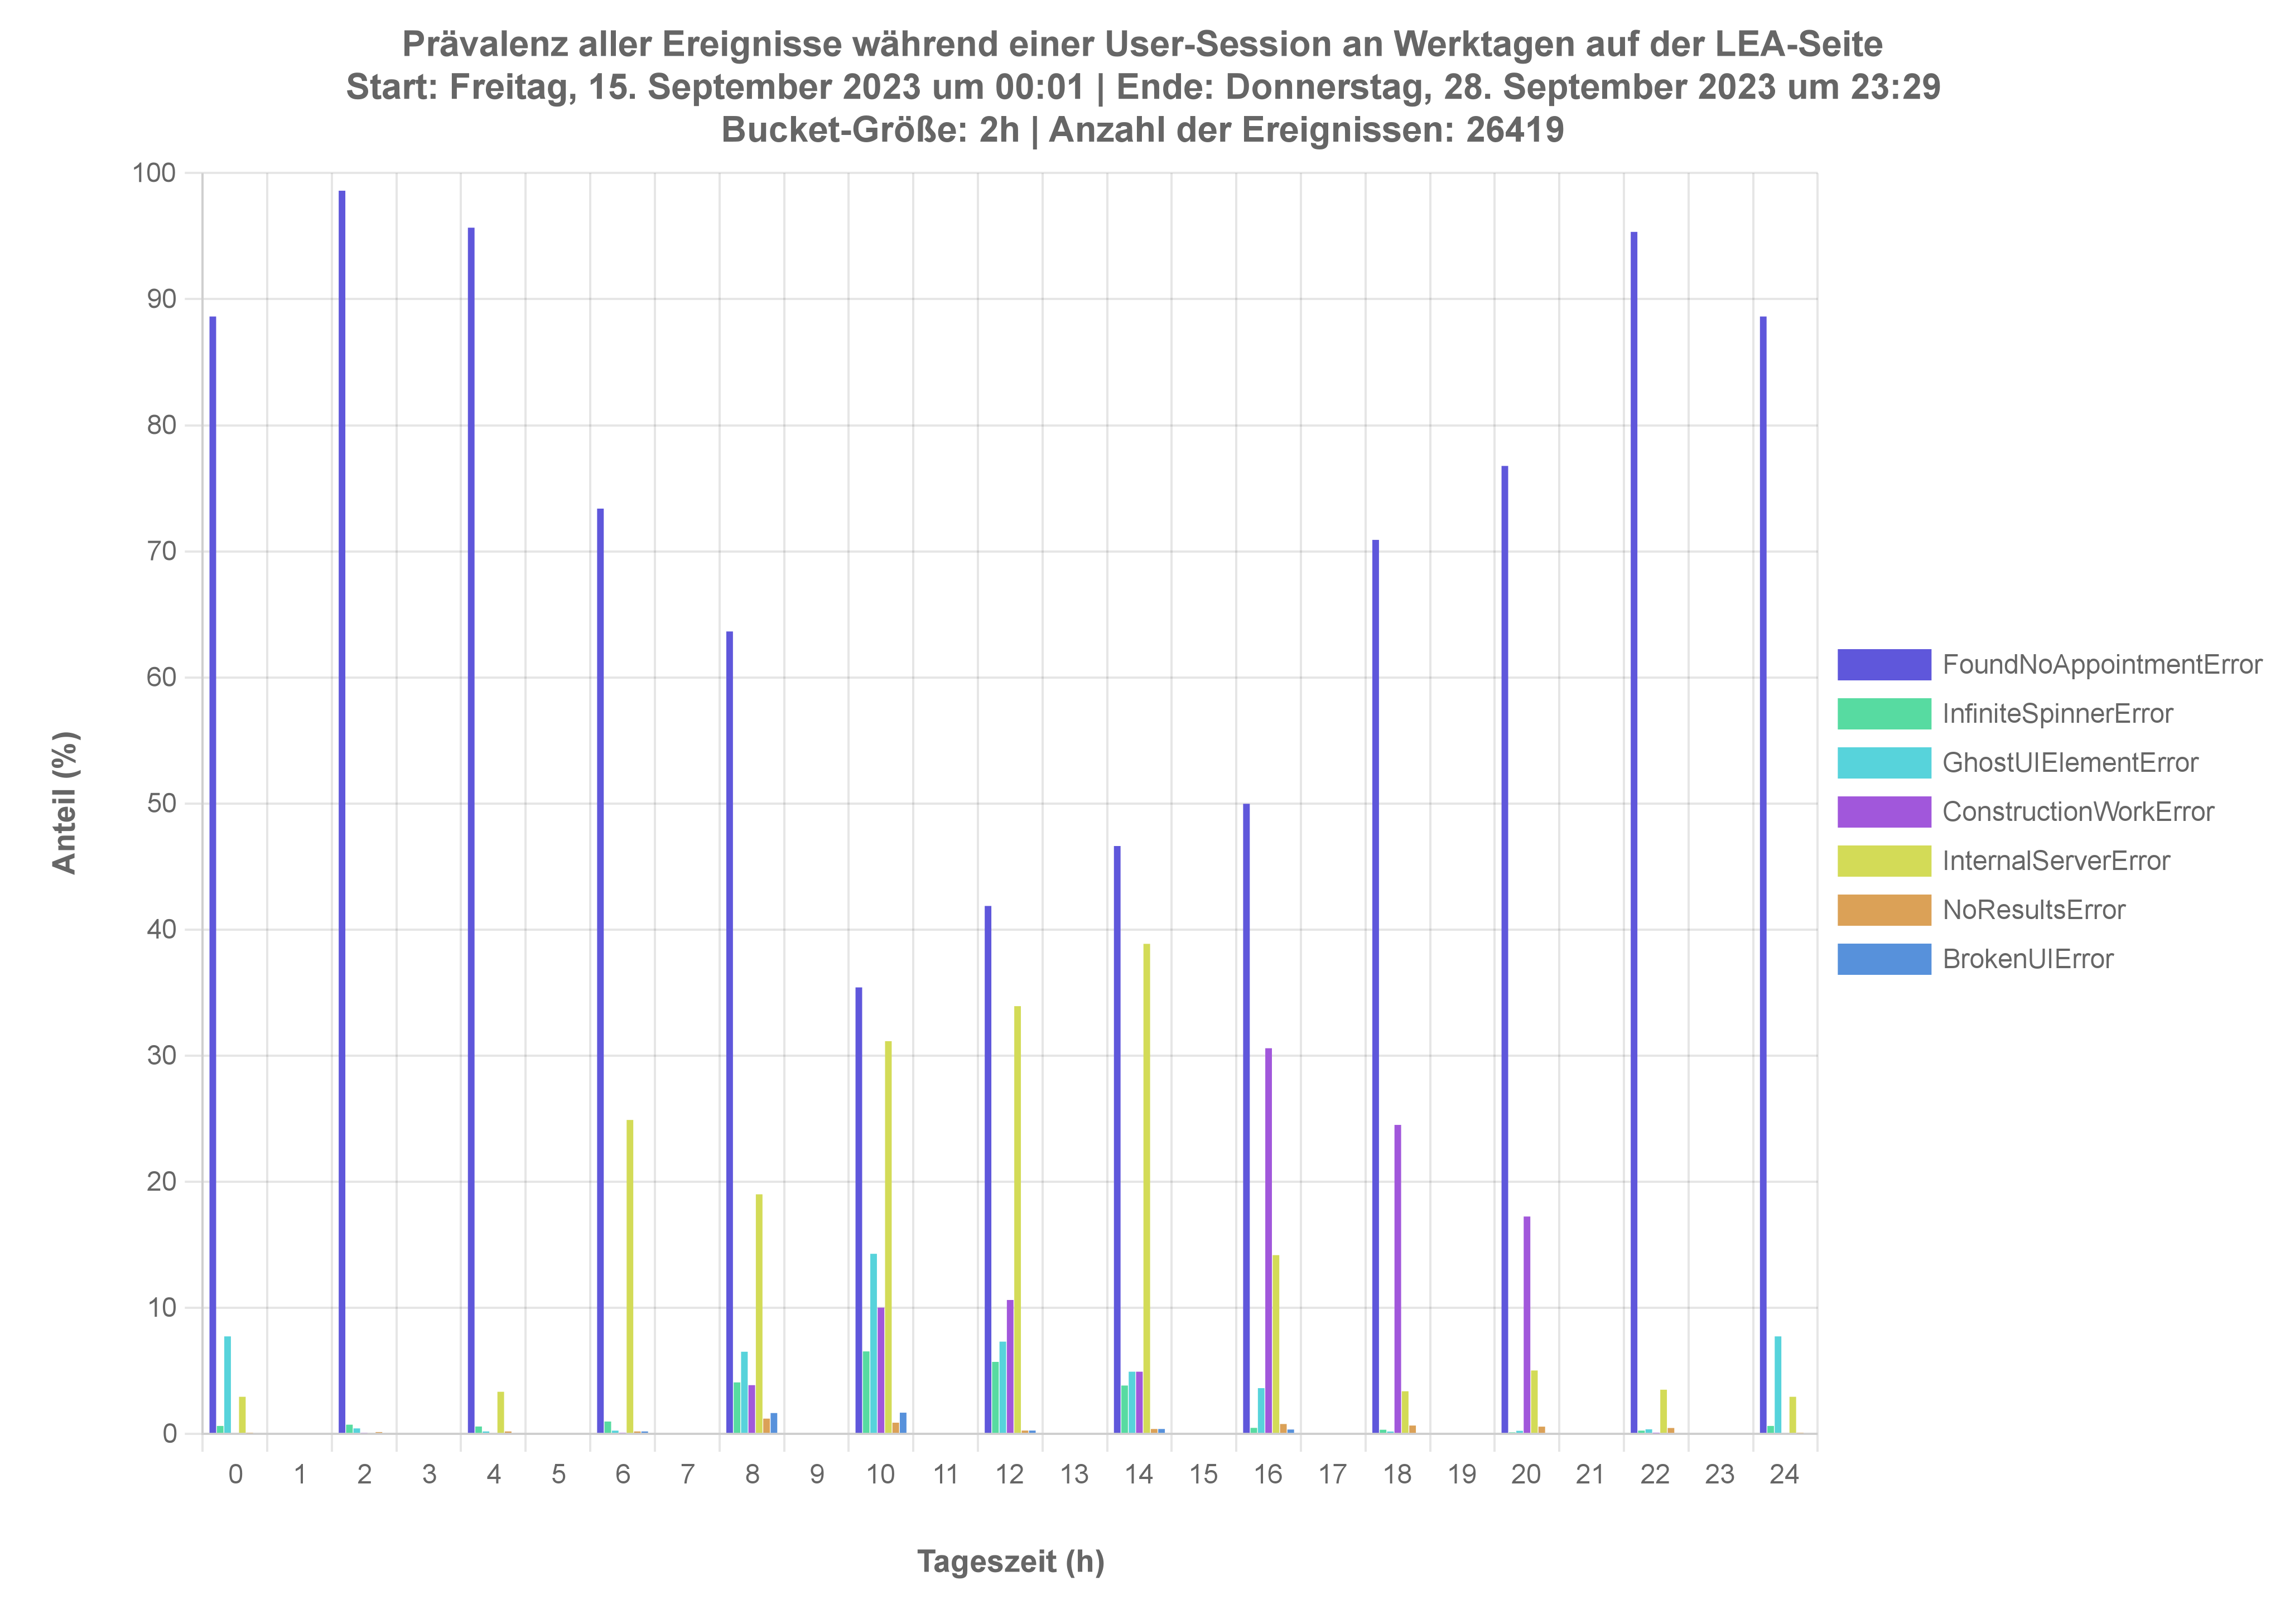 Prävalenz aller Ereignisse während einer User-Session an Werktagen auf der LEA-Seite
Start: Freitag, 15. September 2023 um 00:01 | Ende: Donnerstag, 28. September 2023 um 23:29
Bucket-Größe: 2h | Anzahl der Ereignissen: 26419
100
90
80
70
60
50
40
30
20
10
0
Anteil (%)
0 1 2 3 4 5 6 7 8 9 10 11 12 13 14 15 16 17 18 19 20 21 22 23 24
Tageszeit (h)
FoundNoAppointmentError
InfiniteSpinnerError
GhostUIElementError
ConstructionWorkError
InternalServerError
NoResultsError
BrokenUIError